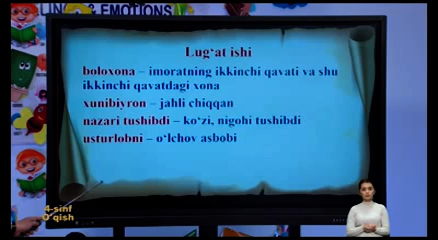 LING & EMOTIONS
Lug‘at ishi
boloxona – imoratning ikkinchi qavati va shu
ikkinchi qavatdagi xona
xunibiyron – jahli chiqqan
nazari tushibdi – ko‘zi, nigohi tushibdi
usturlobni – o‘lchov asbobi
4-sinf
O‘qish